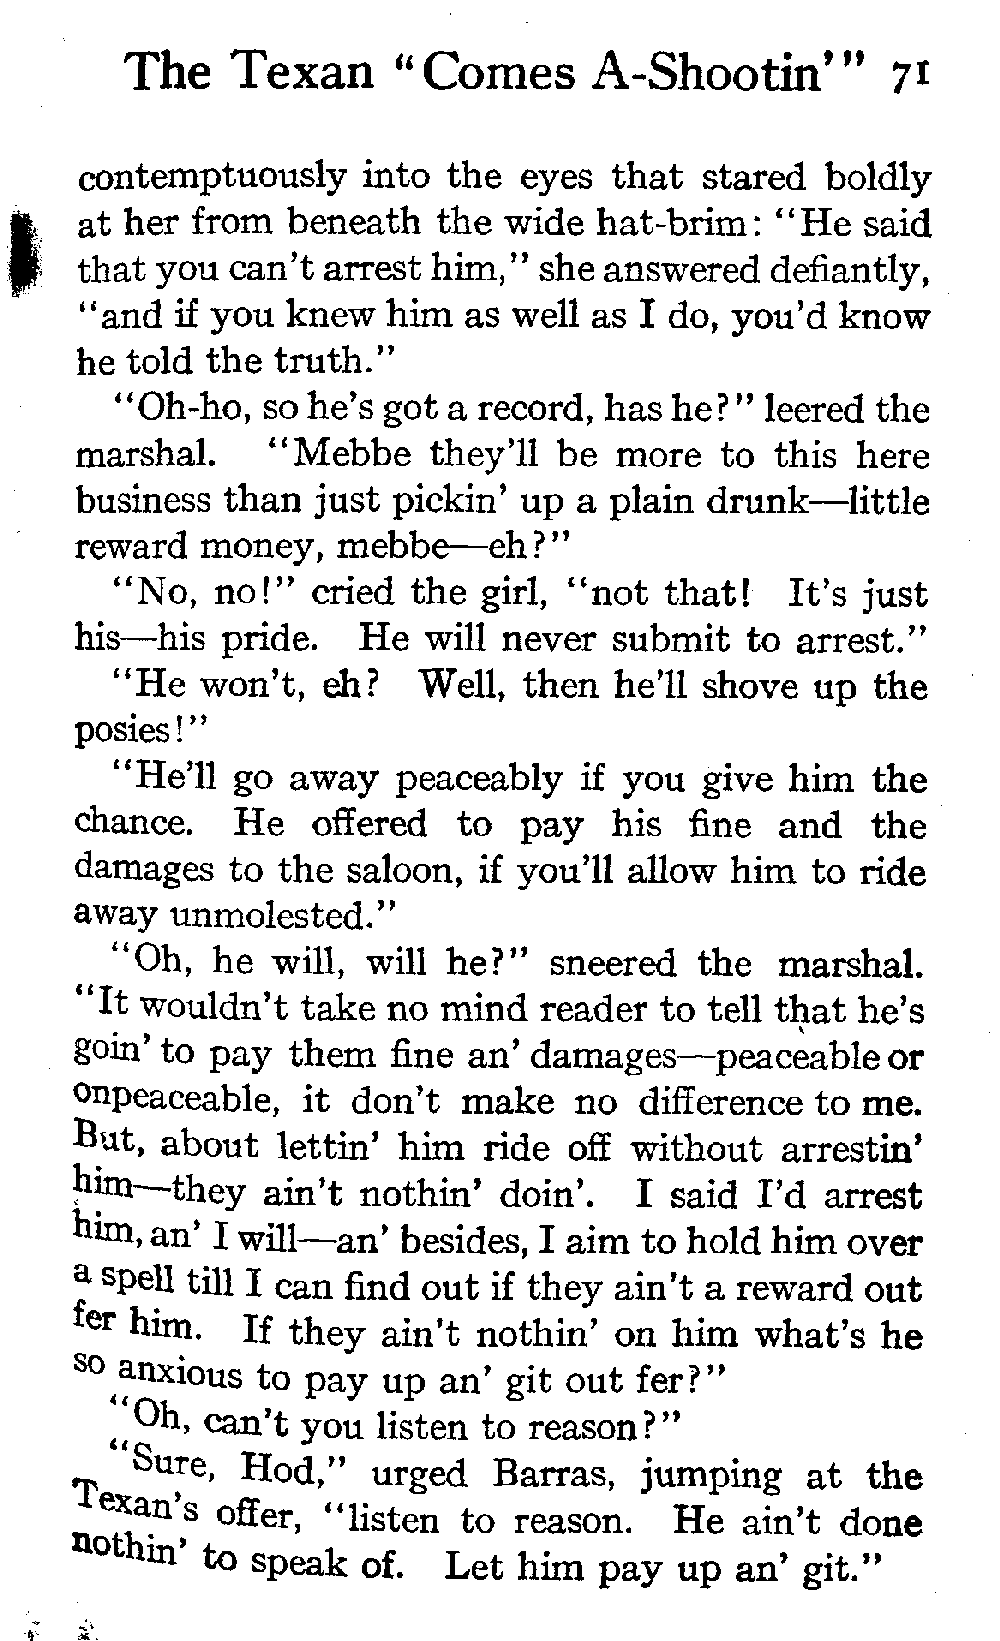 The Texan “Comes A-Shootin’” 71
contemptuously into the eyes that stared boldly
at her from beneath the wide hat-brim: “He said
that you can’t arrest him,” she answered defiantly,
“and if you knew him as well as I do, you’d know
he told the truth.”
“Oh-ho, so he’s got a record, has he?” leered the
marshal. “Mebbe they’ll be more to this here
business than just pickin’ up a plain drunk—little
reward money, mebbe—eh?”
“No, no!” cried the girl, “not that! It’s just
his—his pride. He will never submit to arrest.”
“He won’t, eh? Well, then he’ll shove up the
posies!”
“He’ll go away peaceably if you give him the
chance. He offered to pay his fine and the
damages to the saloon, if you’ll allow him to ride
away unmolested.”
“Oh, he will, will he?” sneered the marshal.
“It wouldn’t take no mind reader to tell that he’s
goin’ to pay them fine an’ damages—peaceable or
onpeaceable, it don’t make no difference to me.
But, about lettin’ him ride off without arrestin’
him—they ain’t nothin’ doin’. I said I’d arrest
him, an’ I will—an’ besides, I aim to hold him over
a spell till I can find out if they ain’t a reward out
fer him. If they ain’t nothin’ on him what’s he
so anxious to pay up an’ git out fer?”
“Oh, can’t you listen to reason?”
“Sure, Hod,” urged Barras, jumping at the
Texan’s offer, “listen to reason. He ain’t done
nothin’ to speak of. Let him pay up an’ git.”